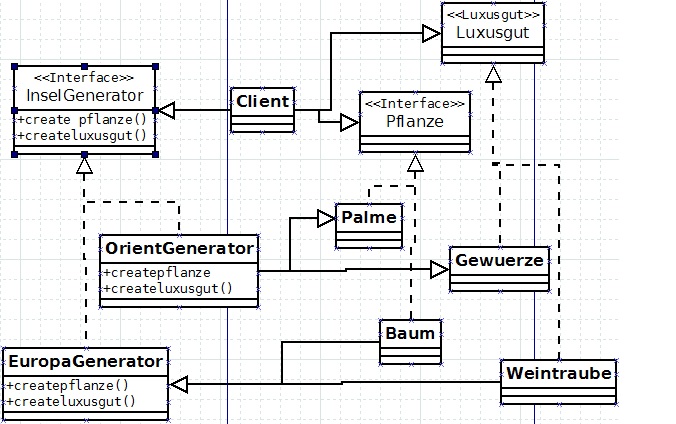 <<Luxusgut>>
Luxusgut
<<Interface>>
InselGenerator
+create pflanze()
+createluxusgut()
Client
<<Interface>>
Pflanze
Palme
OrientGenerator
+createpflanze
+createluxusgut()
Gewuerze
Baum
EuropaGenerator
+createpflanze()
+createluxusgut()
Weintraube